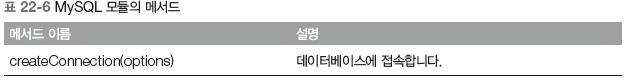 표 22-6 MySQL 모듈의 메서드
메서드 이름 설명
createConnection(options) 데이터베이스에 접속합니다.